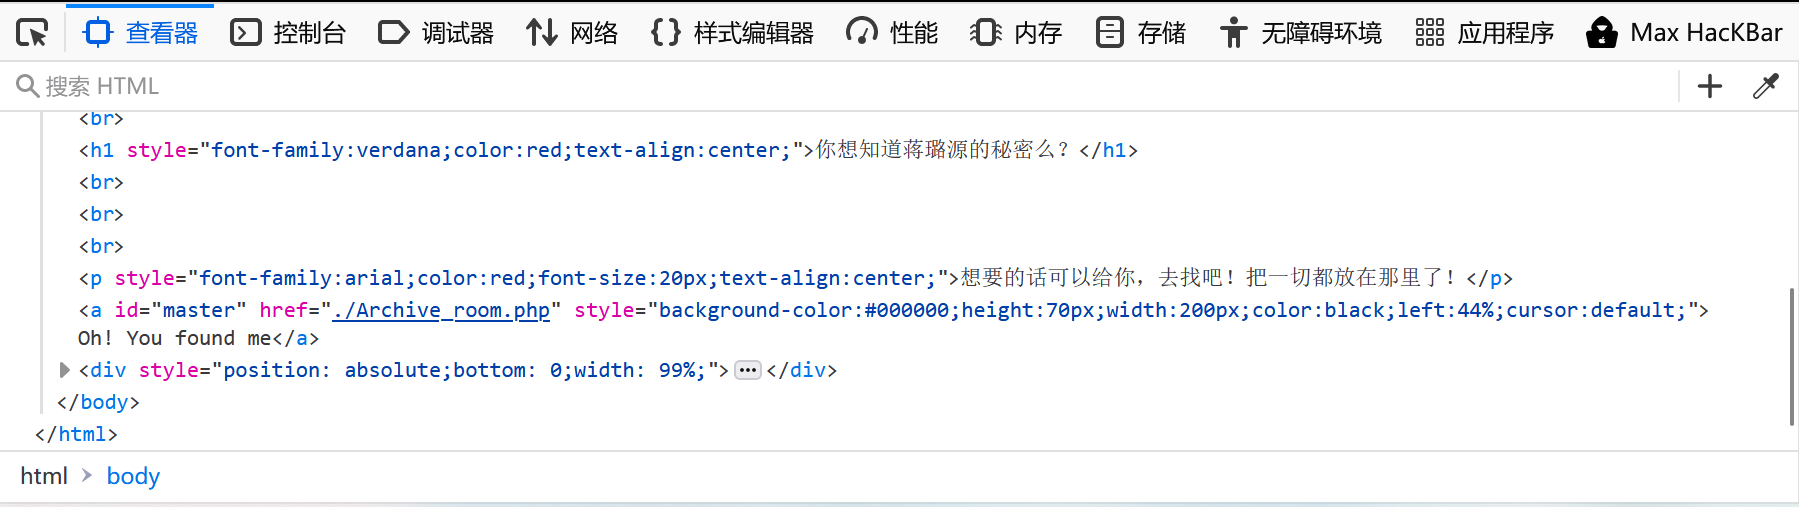 查看器 控制台 调试器 网络 样式编辑器 性能 内存 存储 无障碍环境 应用程序 Max HacKBar
搜索 HTML
<br>
<h1 style="font-family:verdana;color:red;text-align:center;">你想知道蒋璐源的秘密么？</h1>
<br>
<br>
<br>
<p style="font-family:arial;color:red;font-size:20px;text-align:center;">想要的话可以给你，去找吧！把一切都放在那里了！</p>
<a id="master" href="./Archive_room.php" style="background-color:#000000;height:70px;width:200px;color:black;left:44%;cursor:default;">
Oh! You found me</a>
<div style="position: absolute;bottom: 0;width: 99%;">···</div>
</body>
</html>
html > body